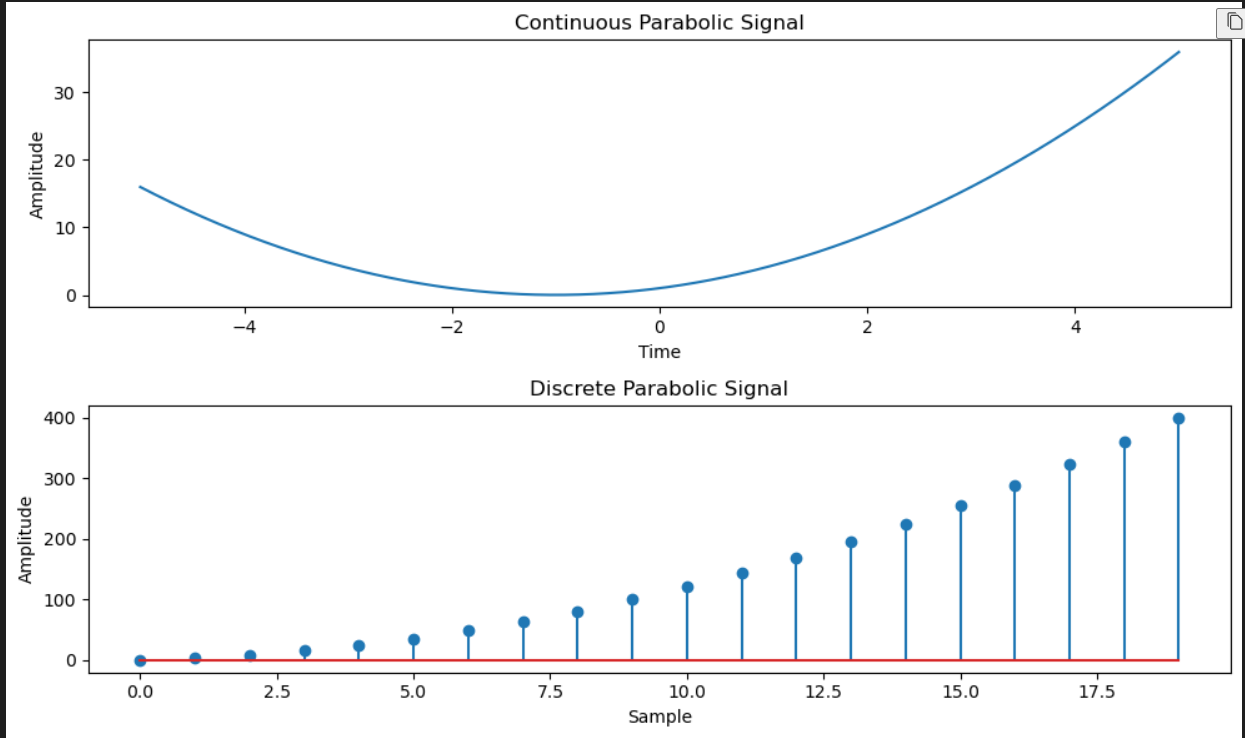 Continuous Parabolic Signal
30
20
10
0
Amplitude
−4 −2 0 2 4
Time
Discrete Parabolic Signal
400
300
200
100
0
Amplitude
0.0 2.5 5.0 7.5 10.0 12.5 15.0 17.5
Sample